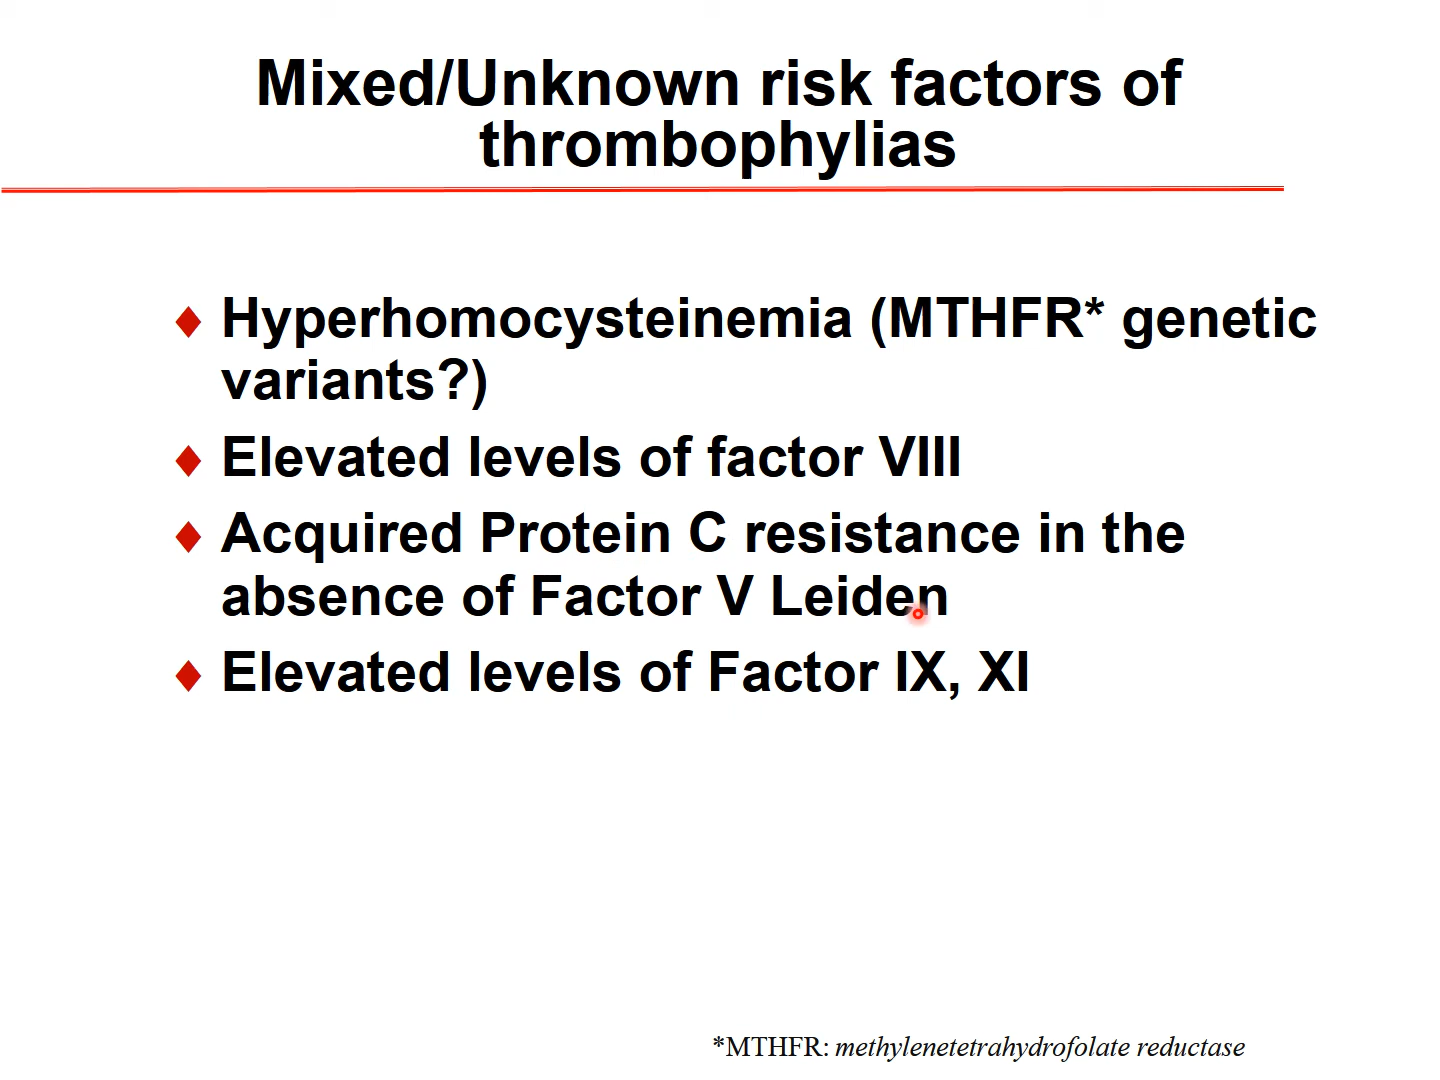 Mixed/Unknown risk factors of
thrombophylias
♦ Hyperhomocysteinemia (MTHFR* genetic
variants?)
♦ Elevated levels of factor VIII
♦ Acquired Protein C resistance in the
absence of Factor V Leiden
♦ Elevated levels of Factor IX, XI
*MTHFR: methylenetetrahydrofolate reductase